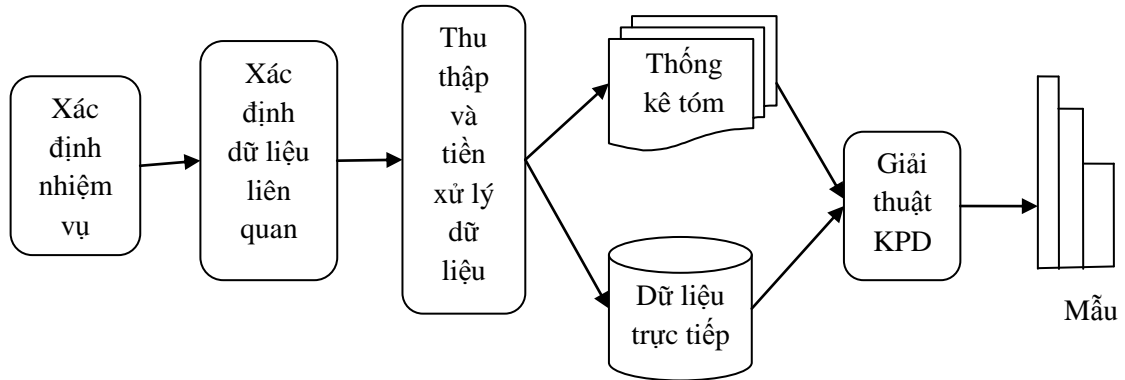 Xác
định
nhiệm
vụ
Xác
định
dữ liệu
liên
quan
Thu
thập
và
tiền
xử lý
dữ
liệu
Thống
kê tóm
Dữ liệu
trực tiếp
Giải
thuật
KPD
Mẫu